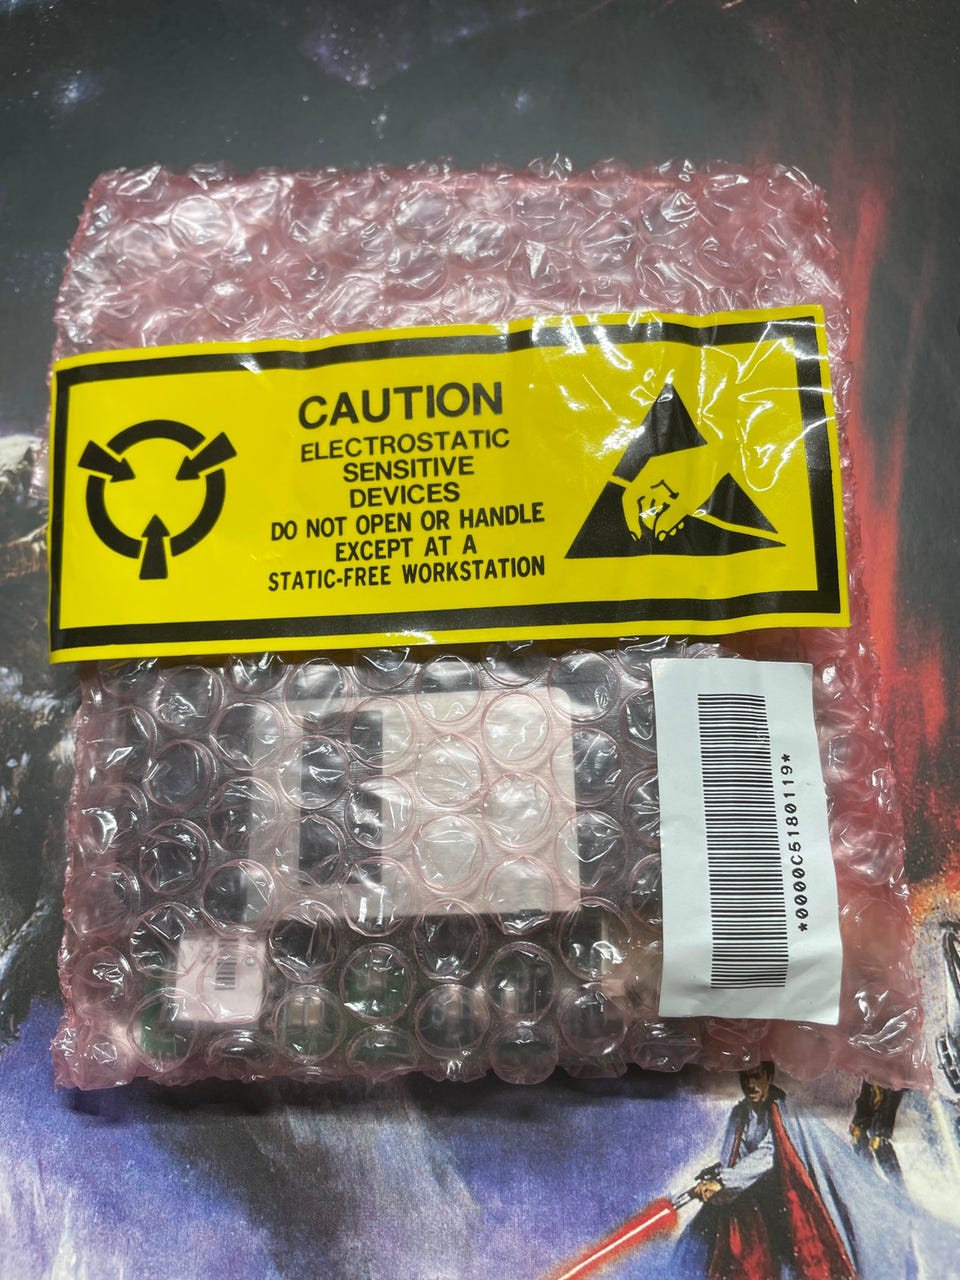 CAUTION
ELECTROSTATIC
SENSITIVE
DEVICES
DO NOT OPEN OR HANDLE
EXCEPT AT A
STATIC-FREE WORKSTATION
*0000C5180119*